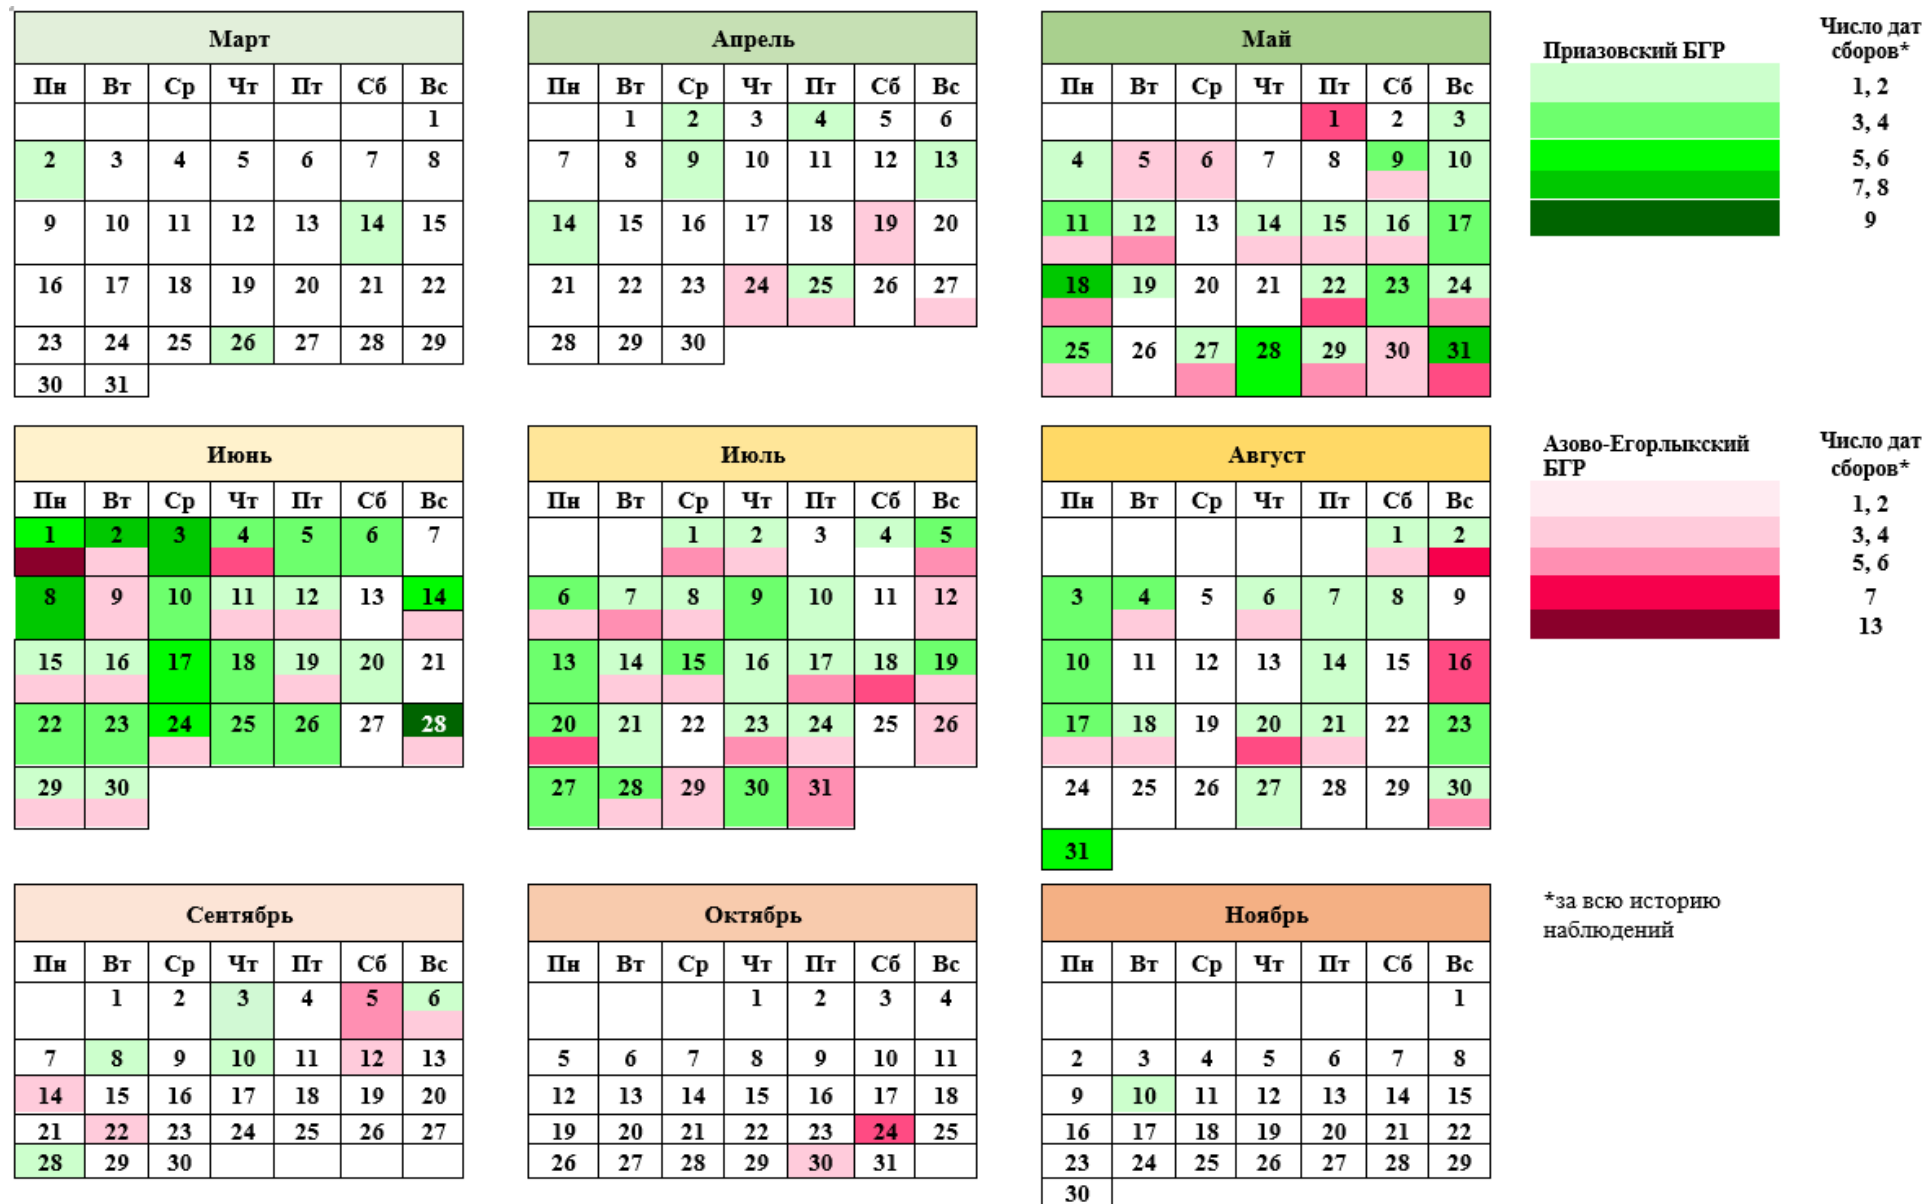 Март
Пн Вт Ср Чт Пт Сб Вс
1
2 3 4 5 6 7 8
9 10 11 12 13 14 15
16 17 18 19 20 21 22
23 24 25 26 27 28 29
30 31
Апрель
Пн Вт Ср Чт Пт Сб Вс
1 2 3 4 5 6
7 8 9 10 11 12 13
14 15 16 17 18 19 20
21 22 23 24 25 26 27
28 29 30
Май
Пн Вт Ср Чт Пт Сб Вс
1 2 3
4 5 6 7 8 9 10
11 12 13 14 15 16 17
18 19 20 21 22 23 24
25 26 27 28 29 30 31
Приазовский БГР
Число дат
сборов*
1, 2
3, 4
5, 6
7, 8
9
Июнь
Пн Вт Ср Чт Пт Сб Вс
1 2 3 4 5 6 7
8 9 10 11 12 13 14
15 16 17 18 19 20 21
22 23 24 25 26 27 28
29 30
Июль
Пн Вт Ср Чт Пт Сб Вс
1 2 3 4 5
6 7 8 9 10 11 12
13 14 15 16 17 18 19
20 21 22 23 24 25 26
27 28 29 30 31
Август
Пн Вт Ср Чт Пт Сб Вс
1 2
3 4 5 6 7 8 9
10 11 12 13 14 15 16
17 18 19 20 21 22 23
24 25 26 27 28 29 30
31
Азово-Егорлыкский
БГР
Число дат
сборов*
1, 2
3, 4
5, 6
7
13
Сентябрь
Пн Вт Ср Чт Пт Сб Вс
1 2 3 4 5 6
7 8 9 10 11 12 13
14 15 16 17 18 19 20
21 22 23 24 25 26 27
28 29 30
Октябрь
Пн Вт Ср Чт Пт Сб Вс
1 2 3 4
5 6 7 8 9 10 11
12 13 14 15 16 17 18
19 20 21 22 23 24 25
26 27 28 29 30 31
Ноябрь
Пн Вт Ср Чт Пт Сб Вс
1
2 3 4 5 6 7 8
9 10 11 12 13 14 15
16 17 18 19 20 21 22
23 24 25 26 27 28 29
30
*за всю историю
наблюдений